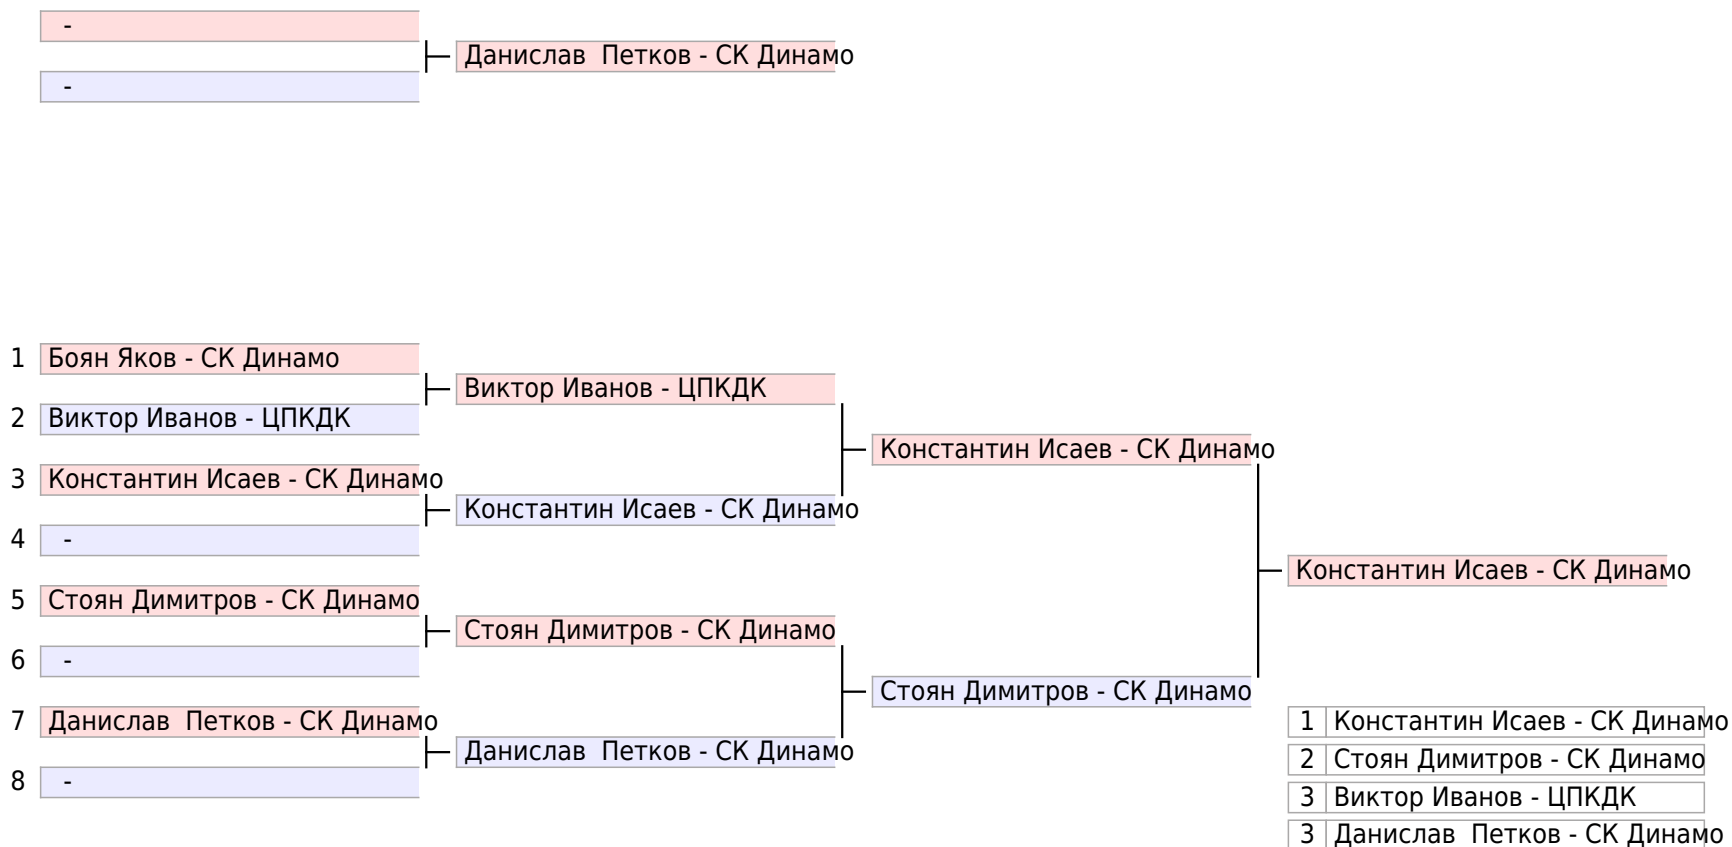 -
Данислав  Петков - СК Динамо
-
1 Боян Яков - СК Динамо
Виктор Иванов - ЦПКДК
2 Виктор Иванов - ЦПКДК
Константин Исаев - СК Динамо
3 Константин Исаев - СК Динамо
Константин Исаев - СК Динамо
4 -
Константин Исаев - СК Динамо
5 Стоян Димитров - СК Динамо
Стоян Димитров - СК Динамо
6 -
Стоян Димитров - СК Динамо
7 Данислав  Петков - СК Динамо
Данислав  Петков - СК Динамо
8 -
1 Константин Исаев - СК Динамо
2 Стоян Димитров - СК Динамо
3 Виктор Иванов - ЦПКДК
3 Данислав  Петков - СК Динамо